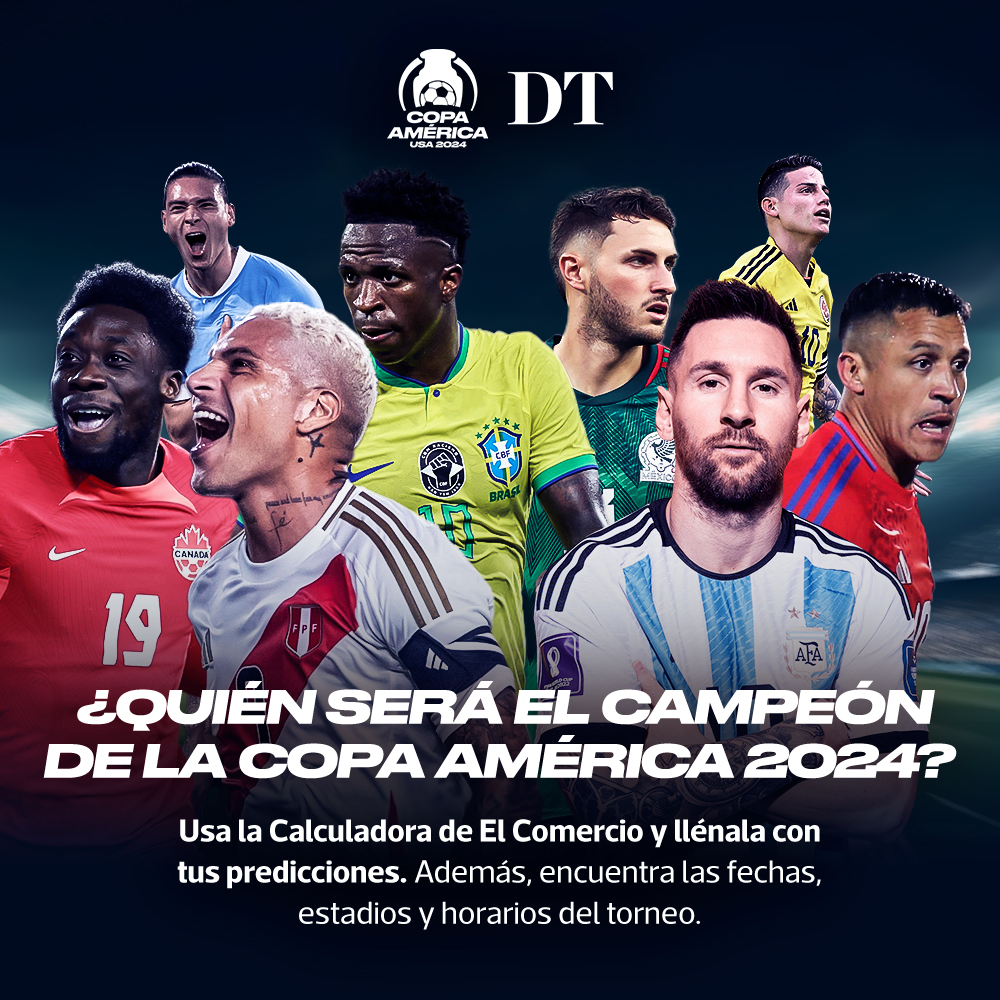 COPA
AMÉRICA
USA 2024
DT
10
CBF
BRASIL
MEXICO
CANADA
19
FPF
AFA
¿QUIÉN SERÁ EL CAMPEÓN
DE LA COPA AMÉRICA 2024?
Usa la Calculadora de El Comercio y llénala con
tus predicciones. Además, encuentra las fechas,
estadios y horarios del torneo.